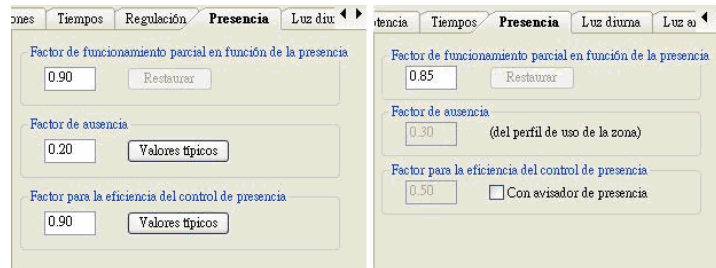 ones Tiempos Regulación Presencia Luz diu
Factor de funcionamiento parcial en función de la presencia
0.90 Restaurar
Factor de ausencia
0.20 Valores típicos
Factor para la eficiencia del control de presencia
0.90 Valores típicos
tencia Tiempos Presencia Luz diurna Luz a
Factor de funcionamiento parcial en función de la presencia
0.85 Restaurar
Factor de ausencia
0.30 (del perfil de uso de la zona)
Factor para la eficiencia del control de presencia
0.50 Con avisador de presencia